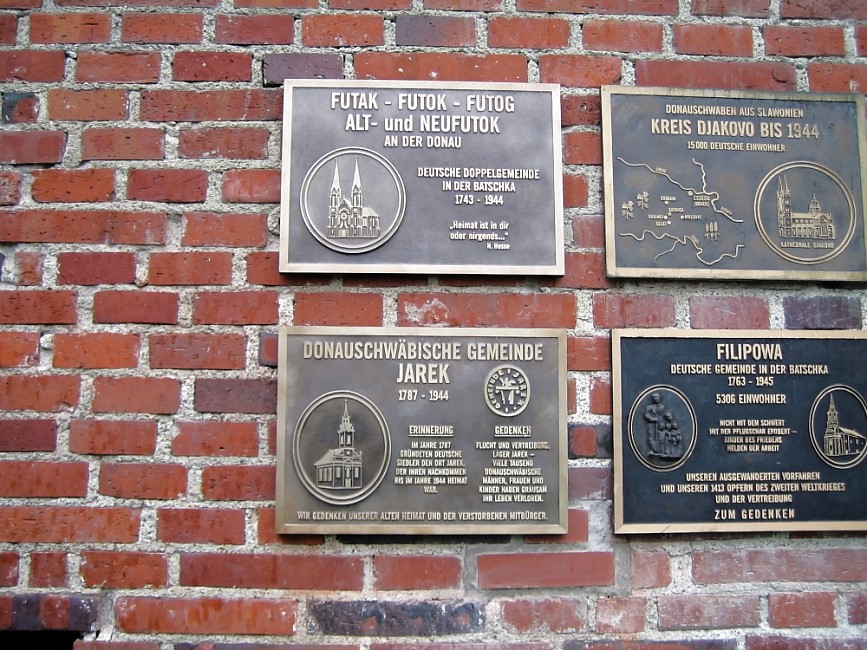 FUTAK - FUTOK - FUTOG
ALT- und NEUFUTOK
AN DER DONAU
DEUTSCHE DOPPELGEMEINDE
IN DER BATSCHKA
1743 - 1944
„Heimat ist in dir
oder nirgends..."
H. Hesse
DONAUSCHWABEN AUS SLAWONIEN
KREIS DJAKOVO BIS 1944
15000 DEUTSCHE EINWOHNER
KATHEDRALE DJAKOVO
DONAUSCHWÄBISCHE GEMEINDE
JAREK
1787 - 1944
ERINNERUNG
IM JAHRE 1787
GRÜNDETEN DEUTSCHE
SIEDLER DEN ORT JAREK,
DER IHREN NACHKOMMEN
BIS IM JAHRE 1944 HEIMAT
WAR.
GEDENKEN
FLUCHT UND VERTREIBUNG,
LAGER JAREK -
VIELE TAUSEND
DONAUSCHWÄBISCHE
MÄNNER, FRAUEN UND
KINDER HABEN GRAUSAM
IHR LEBEN VERLOREN.
WIR GEDENKEN UNSERER ALTEN HEIMAT UND DER VERSTORBENEN MITBÜRGER.
FILIPOWA
DEUTSCHE GEMEINDE IN DER BATSCHKA
1763 - 1945
5306 EINWOHNER
NICHT MIT DEM SCHWERT
MIT DER PFLUGSCHAR EROBERT -
KINDER DES FRIEDENS
HELDEN DER ARBEIT
UNSEREN AUSGEWANDERTEN VORFAHREN
UND UNSEREN 1413 OPFERN DES ZWEITEN WELTKRIEGES
UND DER VERTREIBUNG
ZUM GEDENKEN